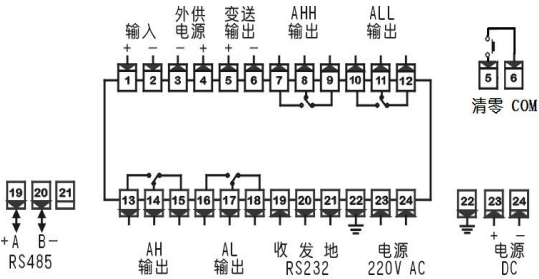 外供 变送 AHH ALL
输入 电源 输出 输出 输出
+ − − + + −
1 2 3 4 5 6 7 8 9 10 11 12
5 6
清零 COM
19 20 21
13 14 15 16 17 18 19 20 21 22 23 24
22 23 24
+A B− + −
RS485
AH AL 收 发 地 电源 电源
输出 输出 RS232 220V AC DC